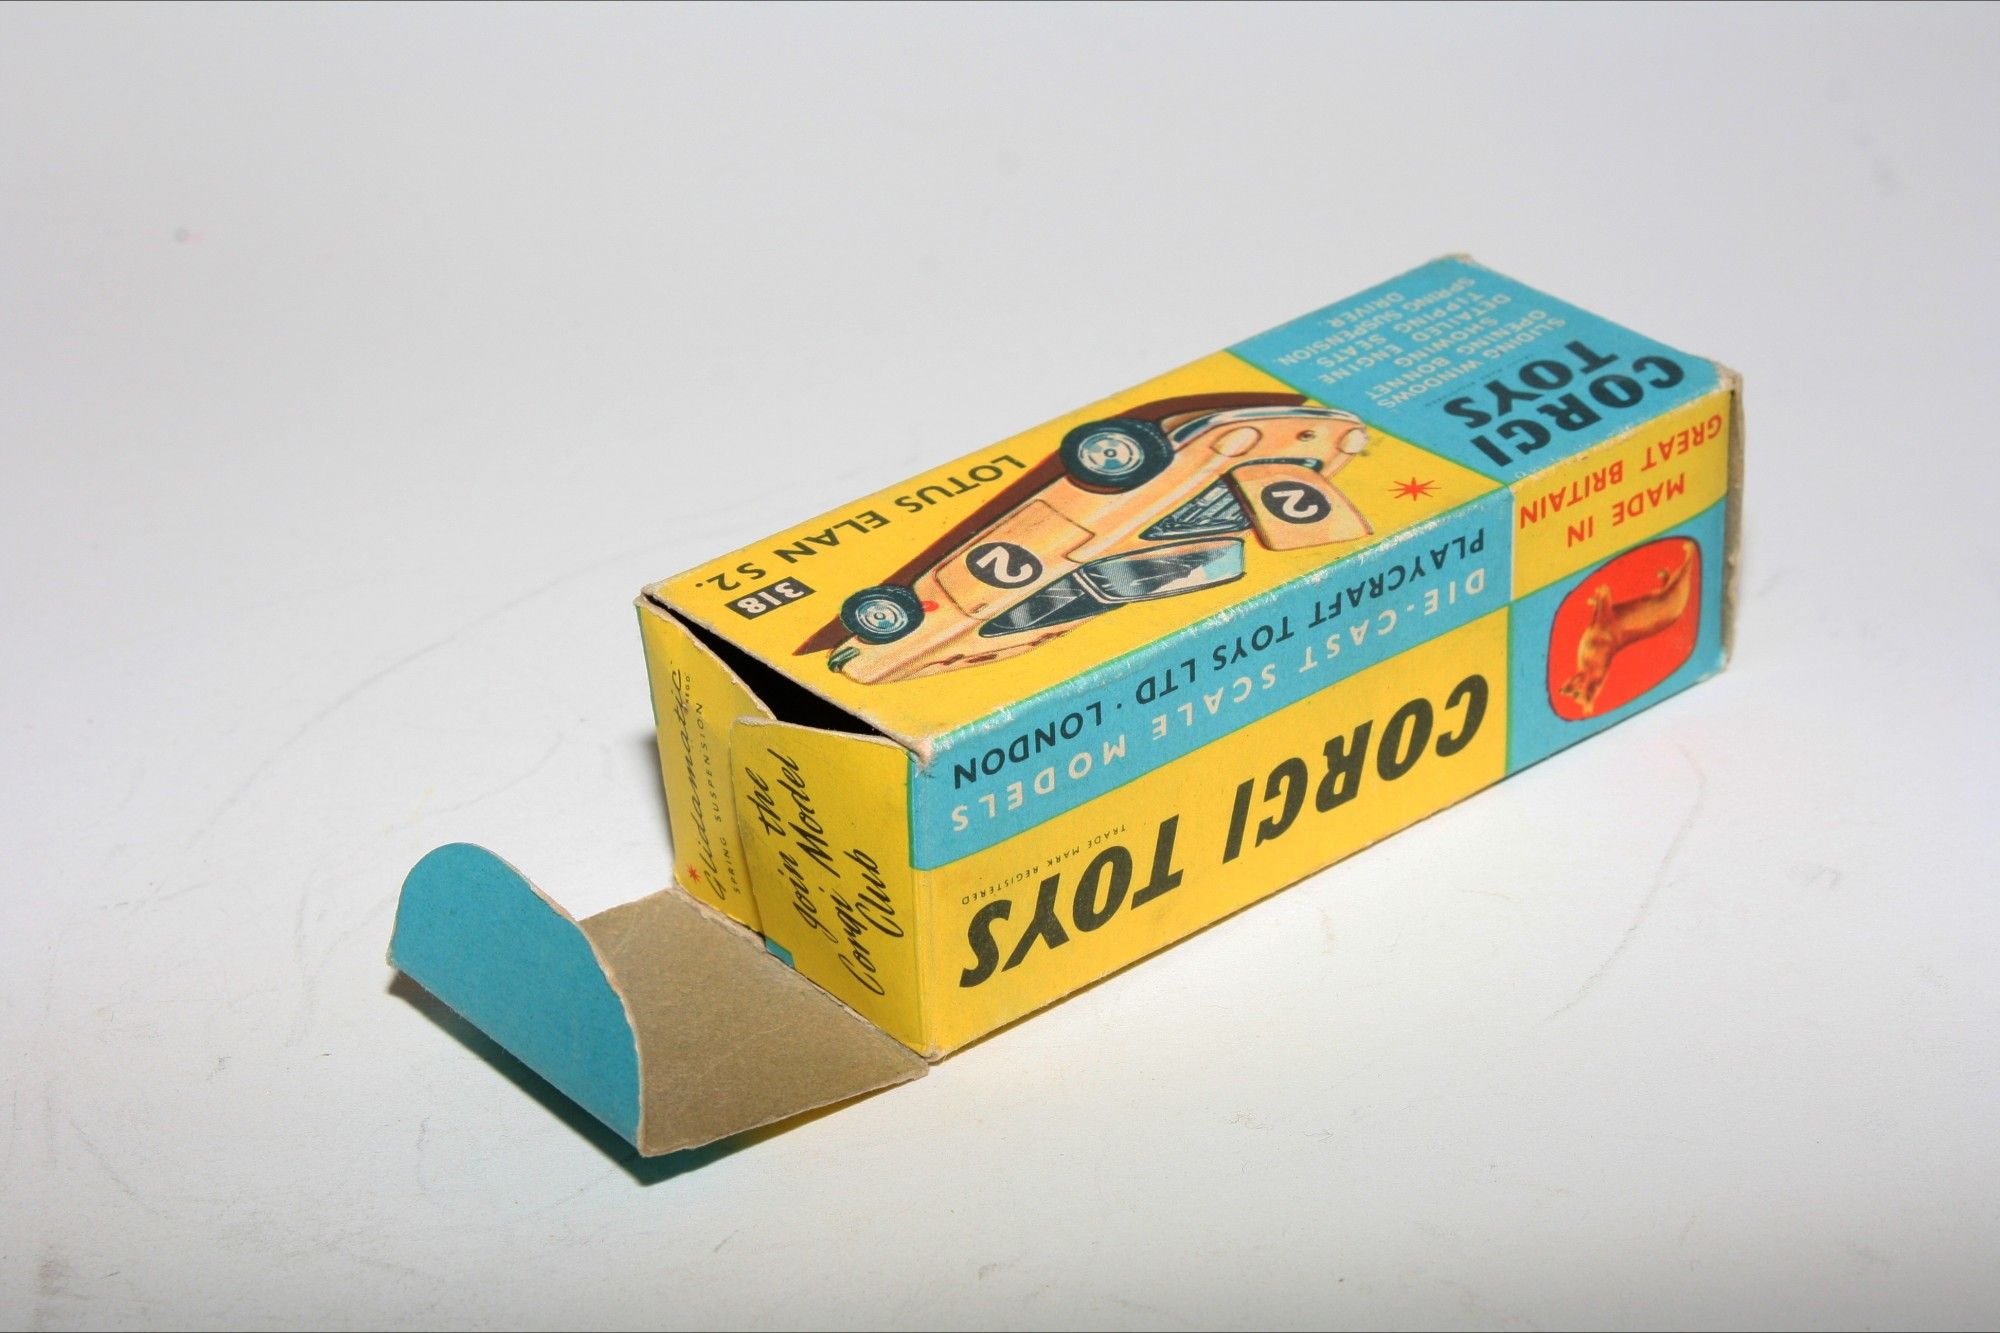 CORGI
TOYS
SLIDING WINDOWS
OPENING BONNET
SHOWING
DETAILED ENGINE
TIPPING SEATS
SPRING SUSPENSION.
DRIVER.
LOTUS ELAN S2.
318
2
2
PLAYCRAFT TOYS LTD · LONDON
DIE-CAST SCALE MODELS
CORGI TOYS
TRADE MARK REGISTERED
MADE IN
GREAT BRITAIN
Glidamatic
REGD
SPRING SUSPENSION
Join the
Corgi Model
Club